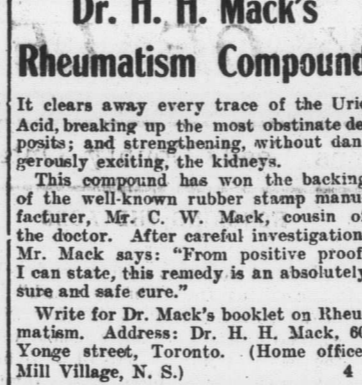 Dr. H. H. Mack's
Rheumatism Compound
It clears away every trace of the Uric
Acid, breaking up the most obstinate de
posits; and strengthening, without dan
gerously exciting, the kidneys.
This compound has won the backing
of the well-known rubber stamp manu
facturer, Mr. C. W. Mack, cousin of
the doctor. After careful investigation
Mr. Mack says: "From positive proof
I can state, this remedy is an absolutely
sure and safe cure."
Write for Dr. Mack's booklet on Rheu
matism. Address: Dr. H. H. Mack, 60
Yonge street, Toronto. (Home office
Mill Village, N. S.) 4